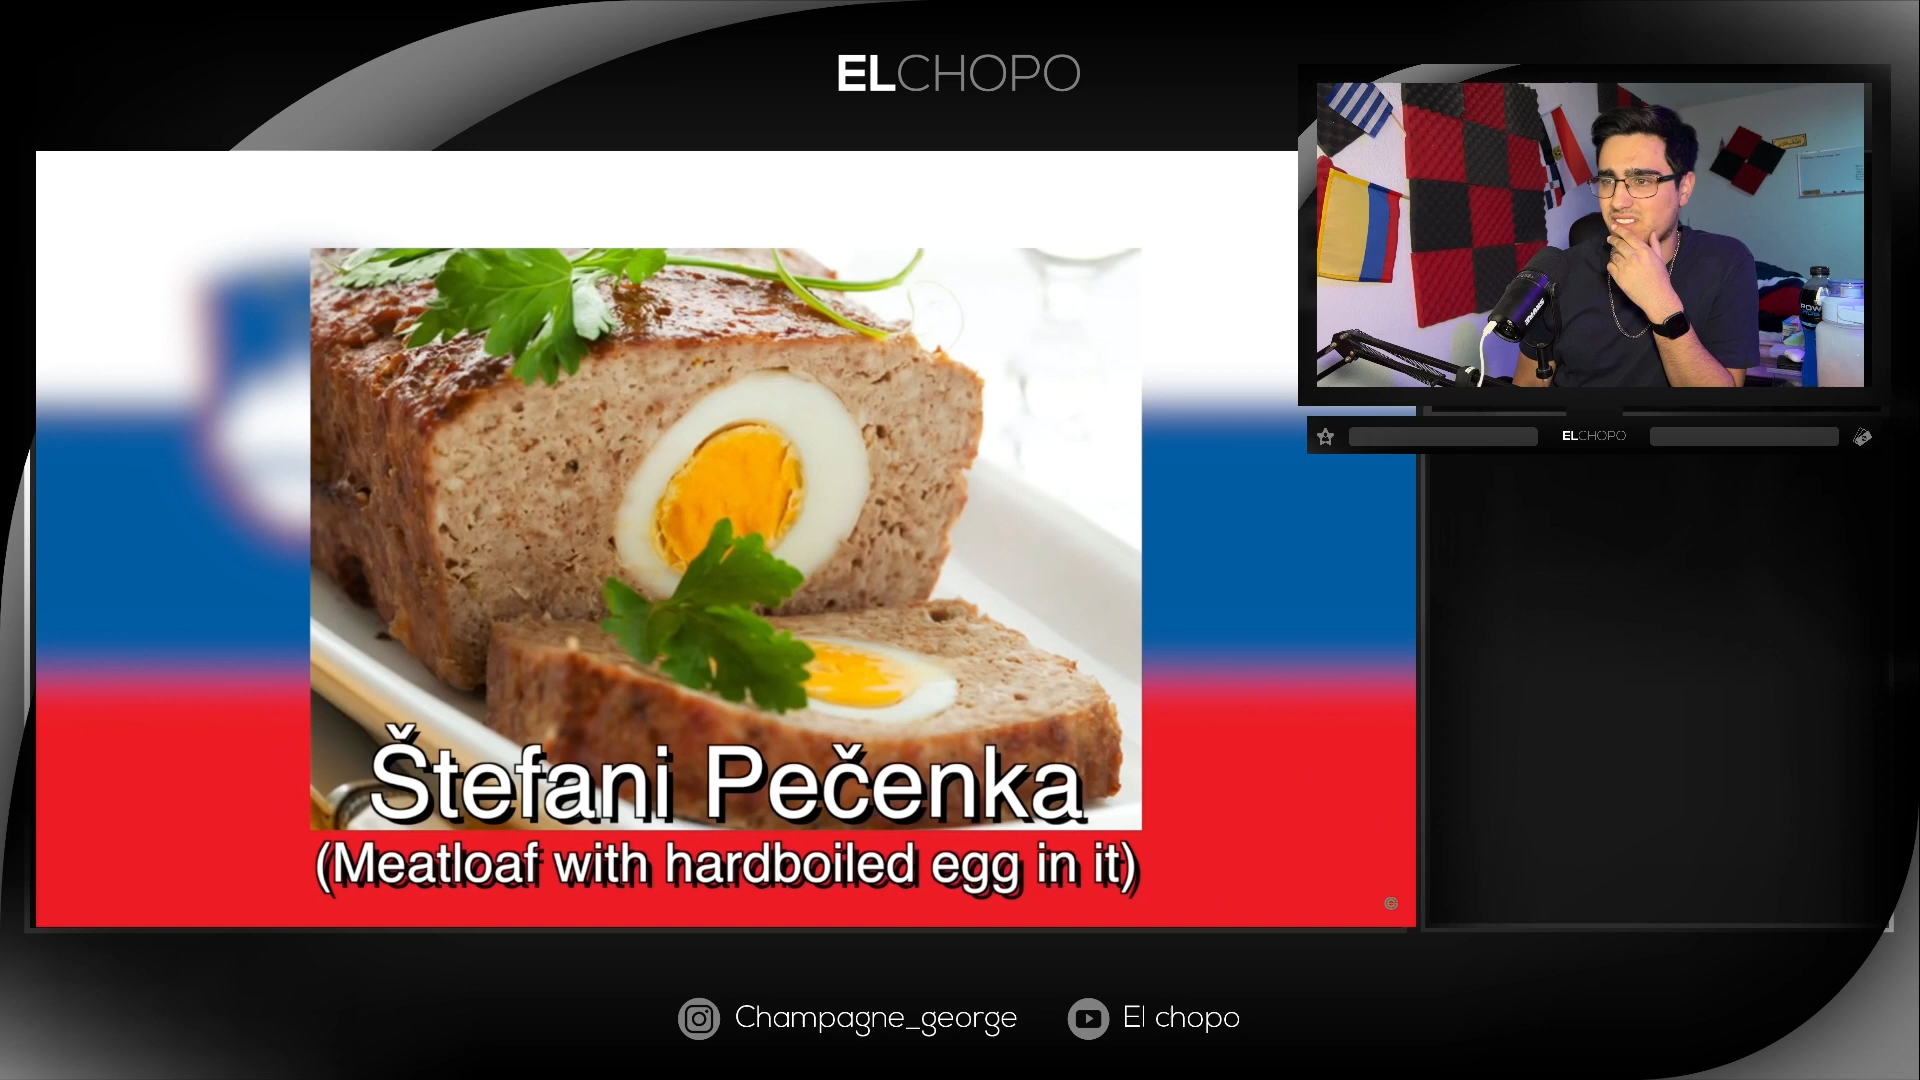 ELCHOPO
Štefani Pečenka
(Meatloaf with hardboiled egg in it)
ELCHOPO
Champagne_george
El chopo